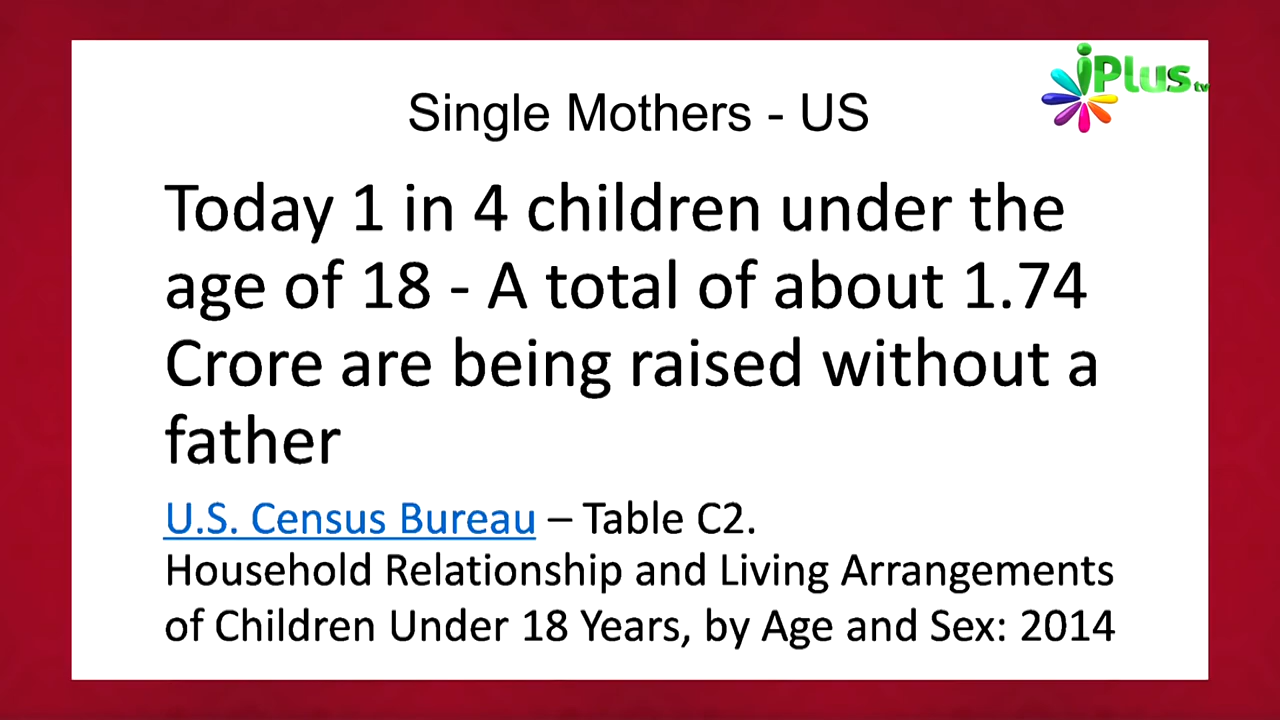 iPlus tv
Single Mothers - US
Today 1 in 4 children under the
age of 18 - A total of about 1.74
Crore are being raised without a
father
U.S. Census Bureau – Table C2.
Household Relationship and Living Arrangements
of Children Under 18 Years, by Age and Sex: 2014